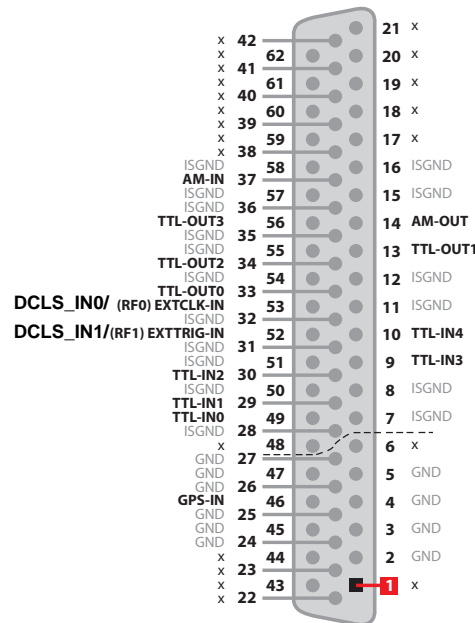 x 42
x 62
x 41
x 61
x 40
x 60
x 39
x 59
x 38
ISGND 58
AM-IN 37
ISGND 57
ISGND 36
TTL-OUT3 56
ISGND 35
ISGND 55
TTL-OUT2 34
ISGND 54
TTL-OUT0 33
DCLS_IN0/ (RF0) EXTCLK-IN 53
ISGND 32
DCLS_IN1/(RF1) EXTTRIG-IN 52
ISGND 31
ISGND 51
TTL-IN2 30
ISGND 50
TTL-IN1 29
TTL-IN0 49
ISGND 28
x 48
GND 27
GND 47
GND 26
GPS-IN 46
GND 25
GND 45
GND 24
x 44
x 23
x 43
x 22
21 x
20 x
19 x
18 x
17 x
16 ISGND
15 ISGND
14 AM-OUT
13 TTL-OUT1
12 ISGND
11 ISGND
10 TTL-IN4
9 TTL-IN3
8 ISGND
7 ISGND
6 x
5 GND
4 GND
3 GND
2 GND
1 x